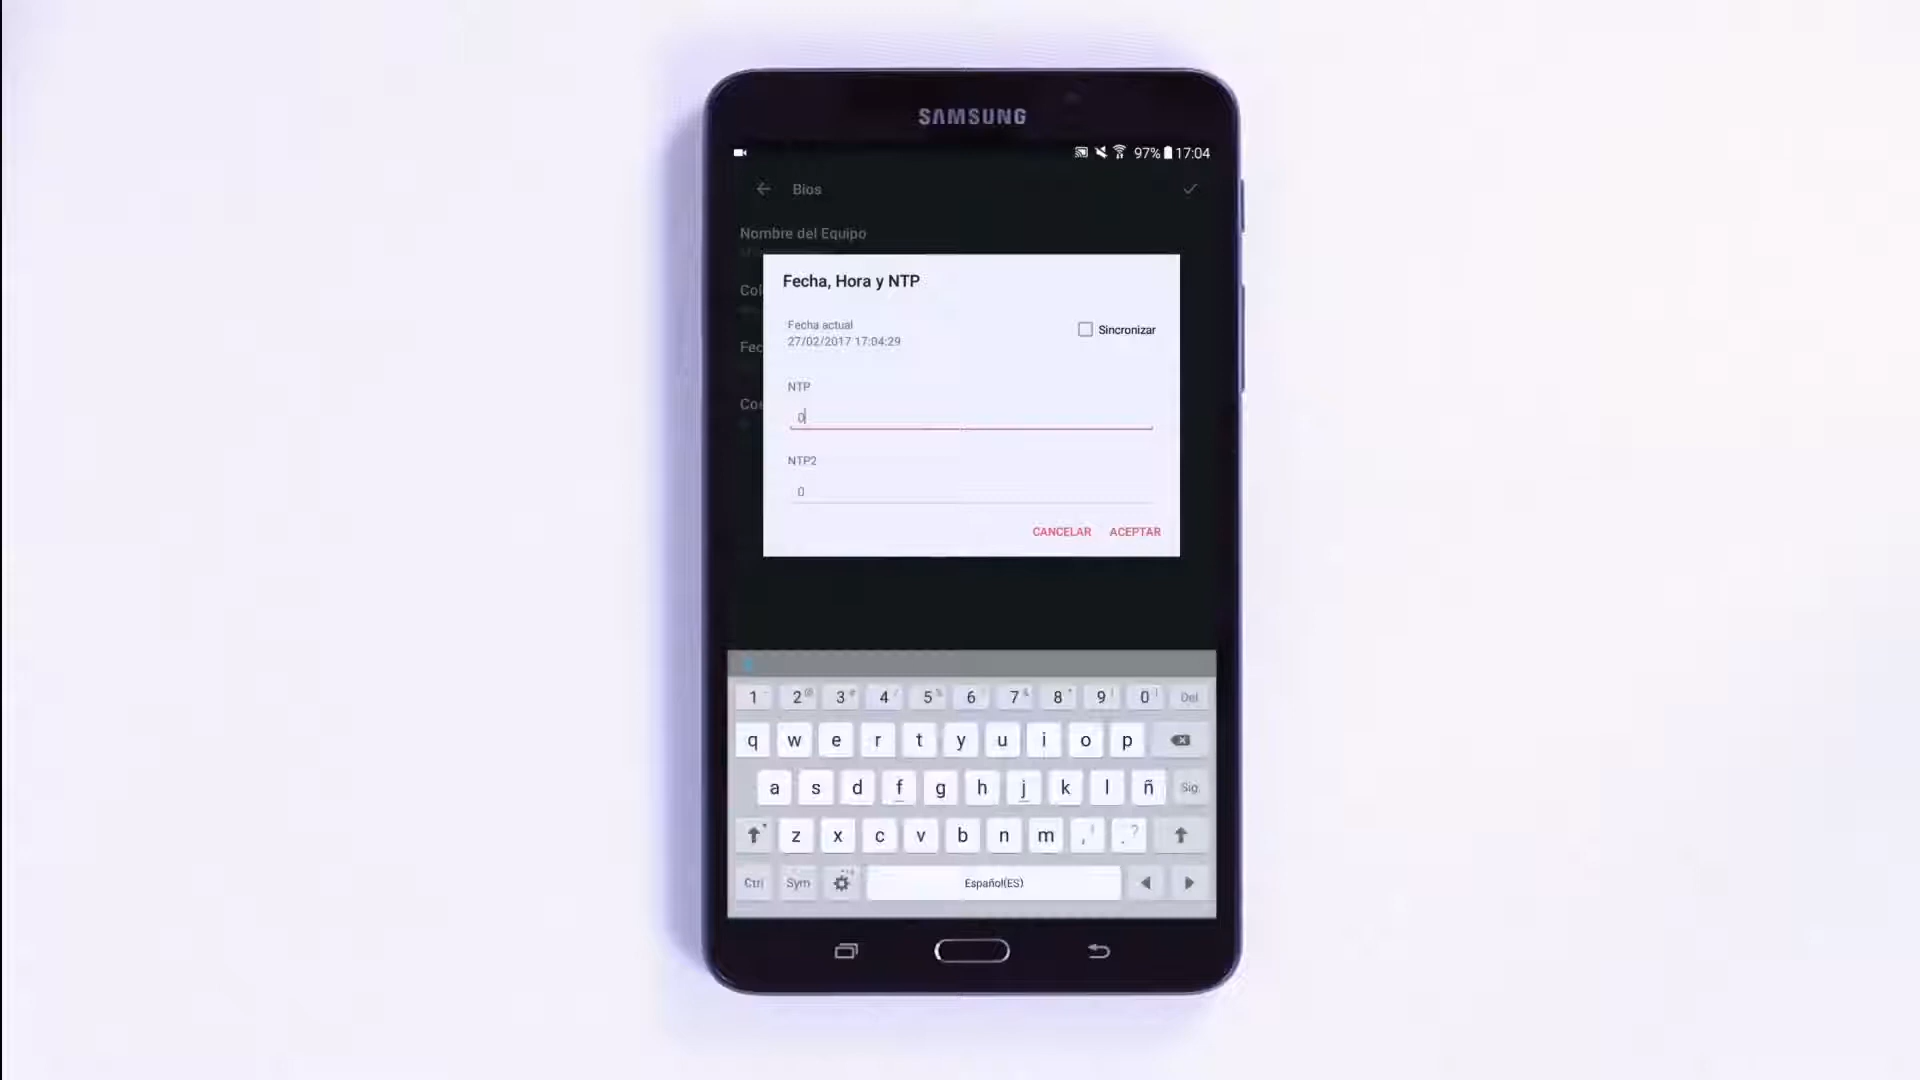 SAMSUNG
97% 17:04
Bios
Nombre del Equipo
Col
Fecha, Hora y NTP
Fecha actual
Sincronizar
27/02/2017 17:04:29
Fec
NTP
0
NTP2
0
CANCELAR ACEPTAR
1 2 3 4 5 6 7 8 9 0 Del
q w e r t y u i o p
a s d f g h j k l ñ Sig.
z x c v b n m , ! . ?
Ctrl Sym Español(ES)